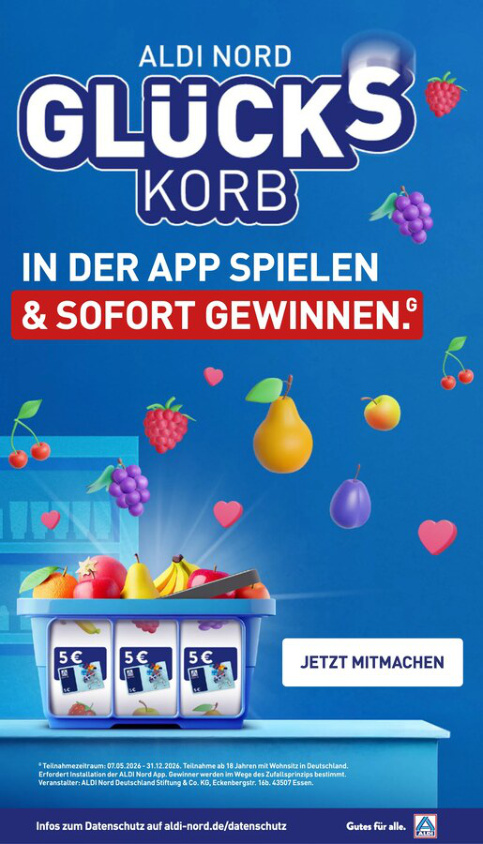 ALDI NORD
GLÜCKS
KORB
IN DER APP SPIELEN
& SOFORT GEWINNEN.ᴳ
5 € 5 € 5 €
JETZT MITMACHEN
ᴳ Teilnahmezeitraum: 07.05.2026 - 31.12.2026. Teilnahme ab 18 Jahren mit Wohnsitz in Deutschland.
Erfordert Installation der ALDI Nord App. Gewinner werden im Wege des Zufallsprinzips bestimmt.
Veranstalter: ALDI Nord Deutschland Stiftung & Co. KG, Eckenbergstr. 16b, 43507 Essen.
Infos zum Datenschutz auf aldi-nord.de/datenschutz
Gutes für alle.
ALDI